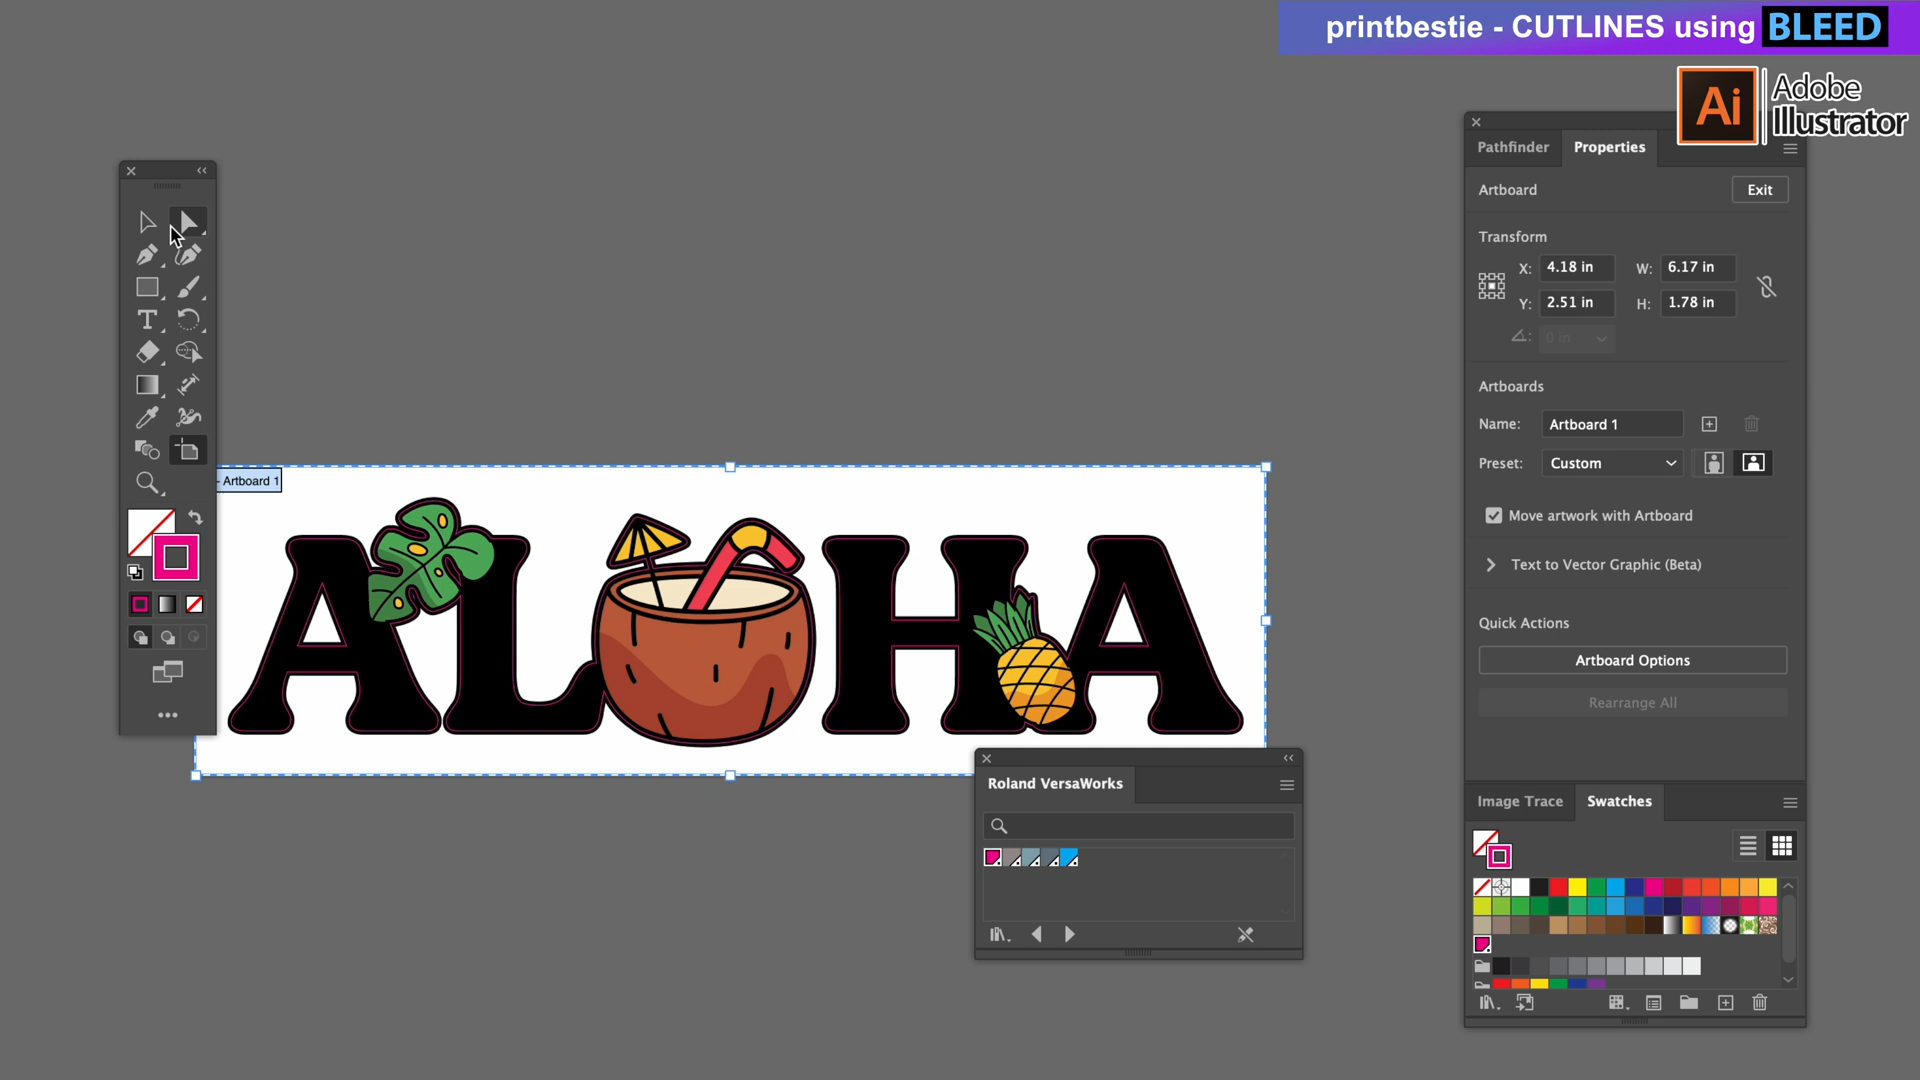 printbestie - CUTLINES using BLEED
Ai Adobe
Illustrator
Pathfinder Properties
Artboard Exit
Transform
X: 4.18 in W: 6.17 in
Y: 2.51 in H: 1.78 in
0 in
Artboards
Name: Artboard 1
Preset: Custom
Move artwork with Artboard
Text to Vector Graphic (Beta)
Quick Actions
Artboard Options
Rearrange All
Image Trace Swatches
T
- Artboard 1
ALOHA
Roland VersaWorks